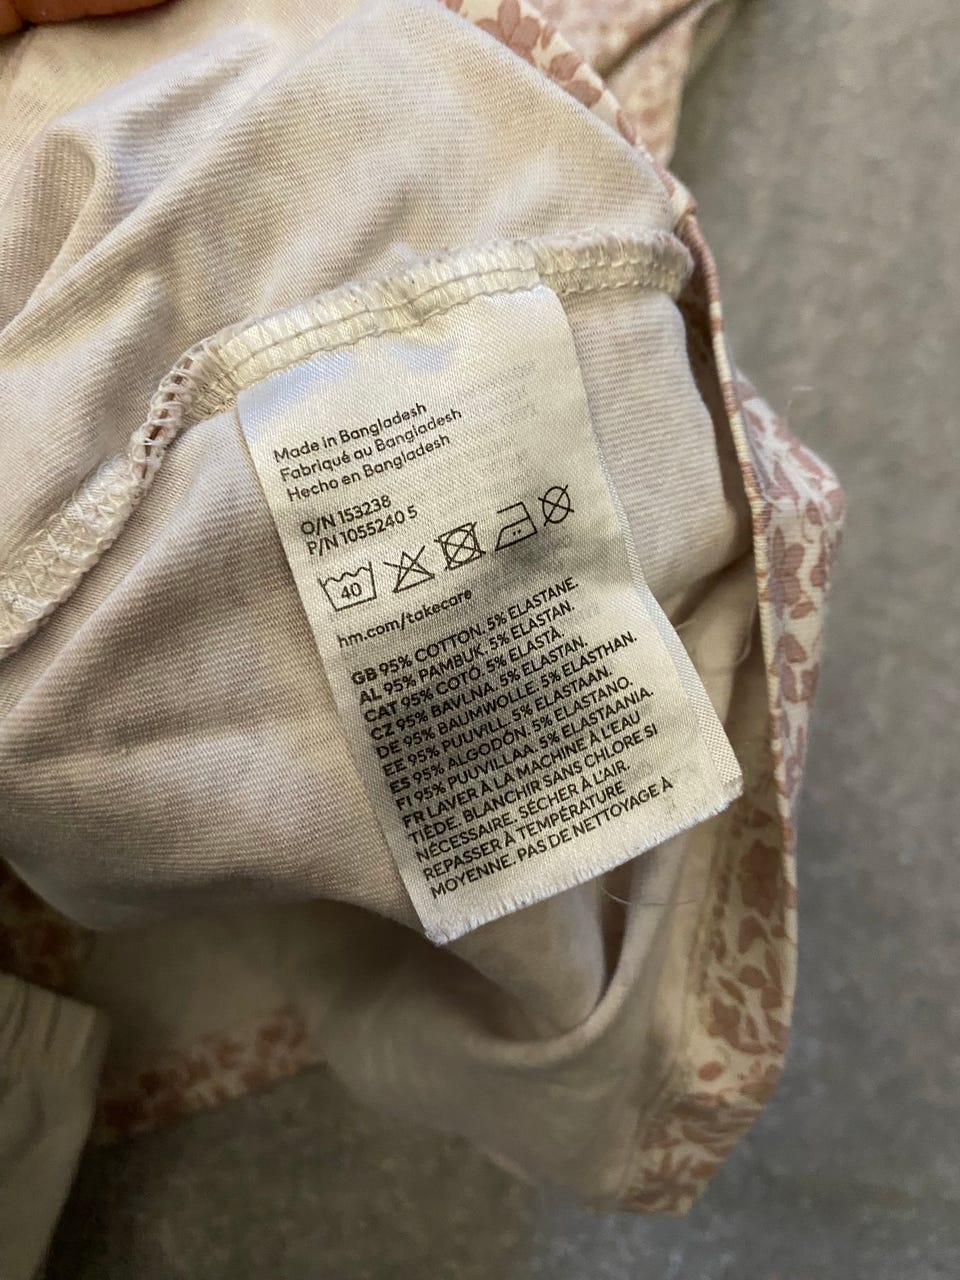 Made in Bangladesh
Fabriqué au Bangladesh
Hecho en Bangladesh
O/N 153238
P/N 1055240 5
40
hm.com/takecare
GB 95% COTTON. 5% ELASTANE.
AL 95% PAMBUK. 5% ELASTAN.
CAT 95% COTÓ. 5% ELASTÀ.
CZ 95% BAVLNA. 5% ELASTAN.
DE 95% BAUMWOLLE. 5% ELASTHAN.
EE 95% PUUVILL. 5% ELASTAAN.
ES 95% ALGODÓN. 5% ELASTANO.
FI 95% PUUVILLAA. 5% ELASTAANIA.
FR LAVER À LA MACHINE À L'EAU
TIÈDE. BLANCHIR SANS CHLORE SI
NÉCESSAIRE. SÉCHER À L'AIR.
REPASSER À TEMPÉRATURE
MOYENNE. PAS DE NETTOYAGE À